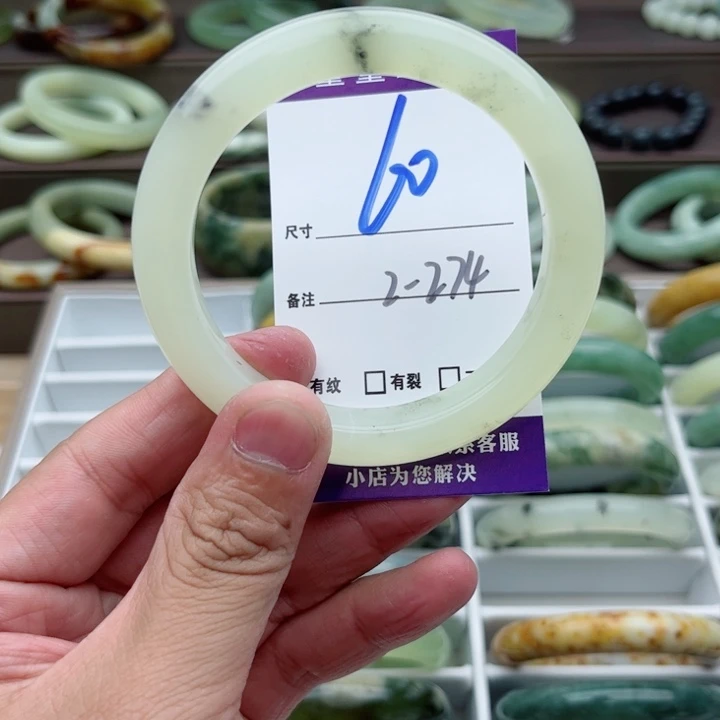 60
尺寸
备注 2-274
有纹 □有裂 □
系客服
小店为您解决